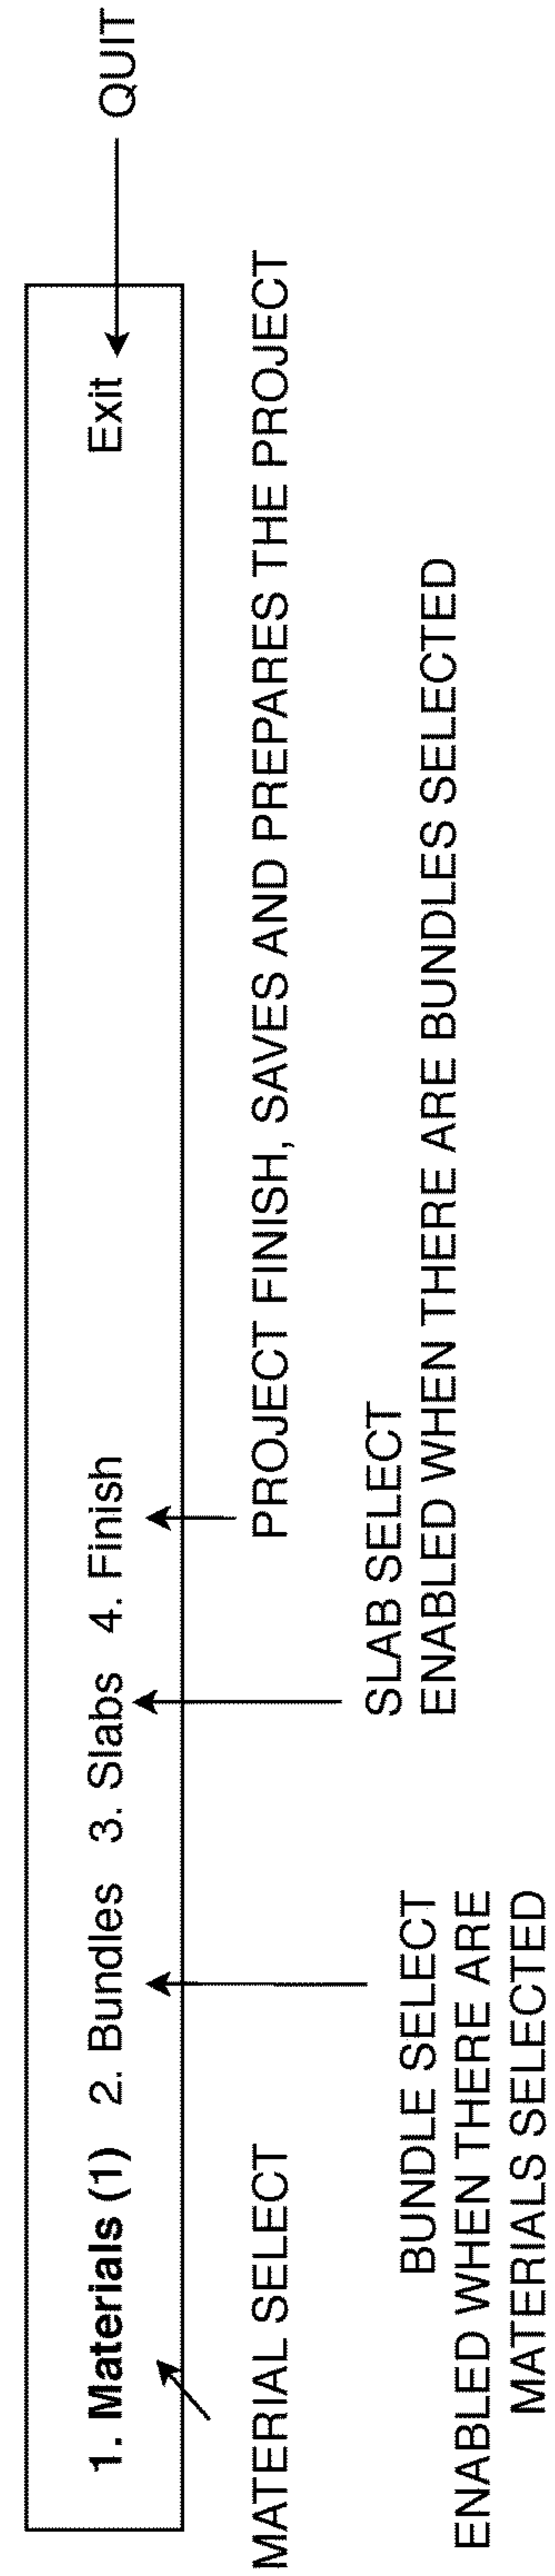 1. Materials (1) 2. Bundles 3. Slabs 4. Finish Exit
QUIT
MATERIAL SELECT
PROJECT FINISH, SAVES AND PREPARES THE PROJECT
SLAB SELECT
ENABLED WHEN THERE ARE BUNDLES SELECTED
BUNDLE SELECT
ENABLED WHEN THERE ARE
MATERIALS SELECTED